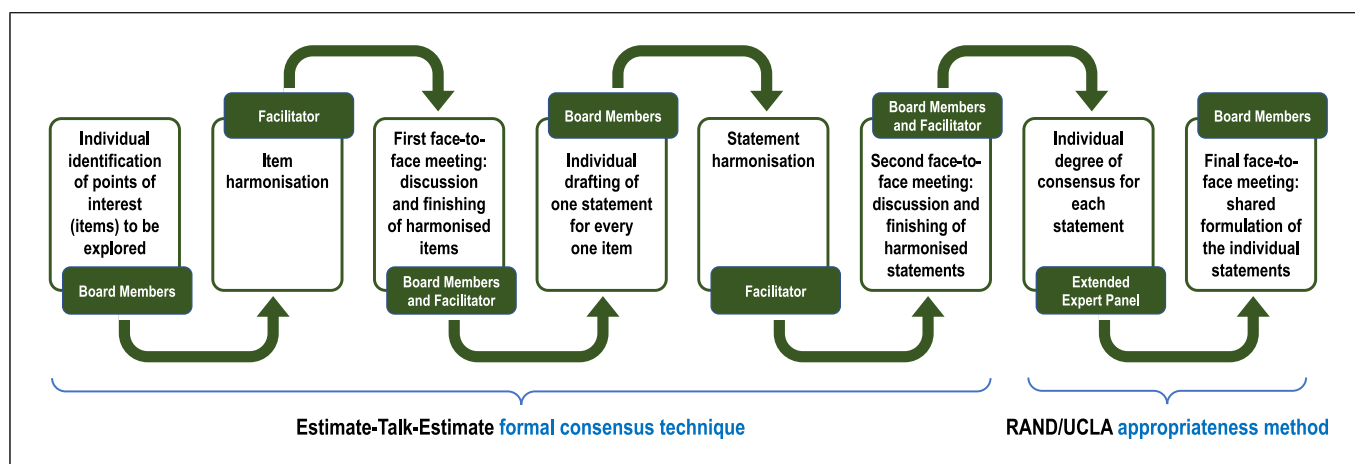 Individual
identification
of points of
interest
(items) to be
explored
Board Members
Facilitator
Item
harmonisation
First face-to-
face meeting:
discussion
and finishing
of harmonised
items
Board Members
and Facilitator
Board Members
Individual
drafting of
one statement
for every
one item
Statement
harmonisation
Facilitator
Board Members
and Facilitator
Second face-to-
face meeting:
discussion and
finishing of
harmonised
statements
Individual
degree of
consensus for
each
statement
Extended
Expert Panel
Board Members
Final face-to-
face meeting:
shared
formulation of
the individual
statements
Estimate-Talk-Estimate formal consensus technique
RAND/UCLA appropriateness method